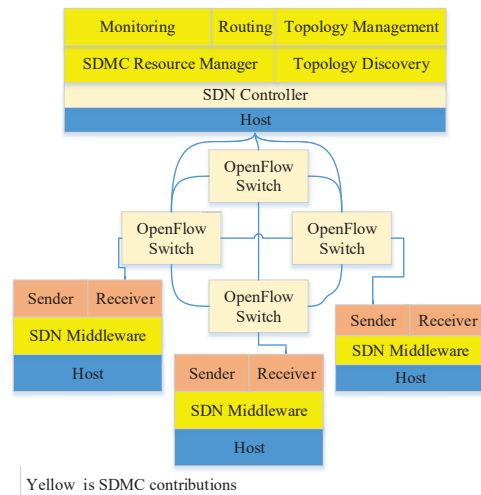 Monitoring Routing Topology Management
SDMC Resource Manager Topology Discovery
SDN Controller
Host
OpenFlow
Switch
OpenFlow
Switch
OpenFlow
Switch
OpenFlow
Switch
Sender Receiver
SDN Middleware
Host
Sender Receiver
SDN Middleware
Host
Sender Receiver
SDN Middleware
Host
Yellow is SDMC contributions